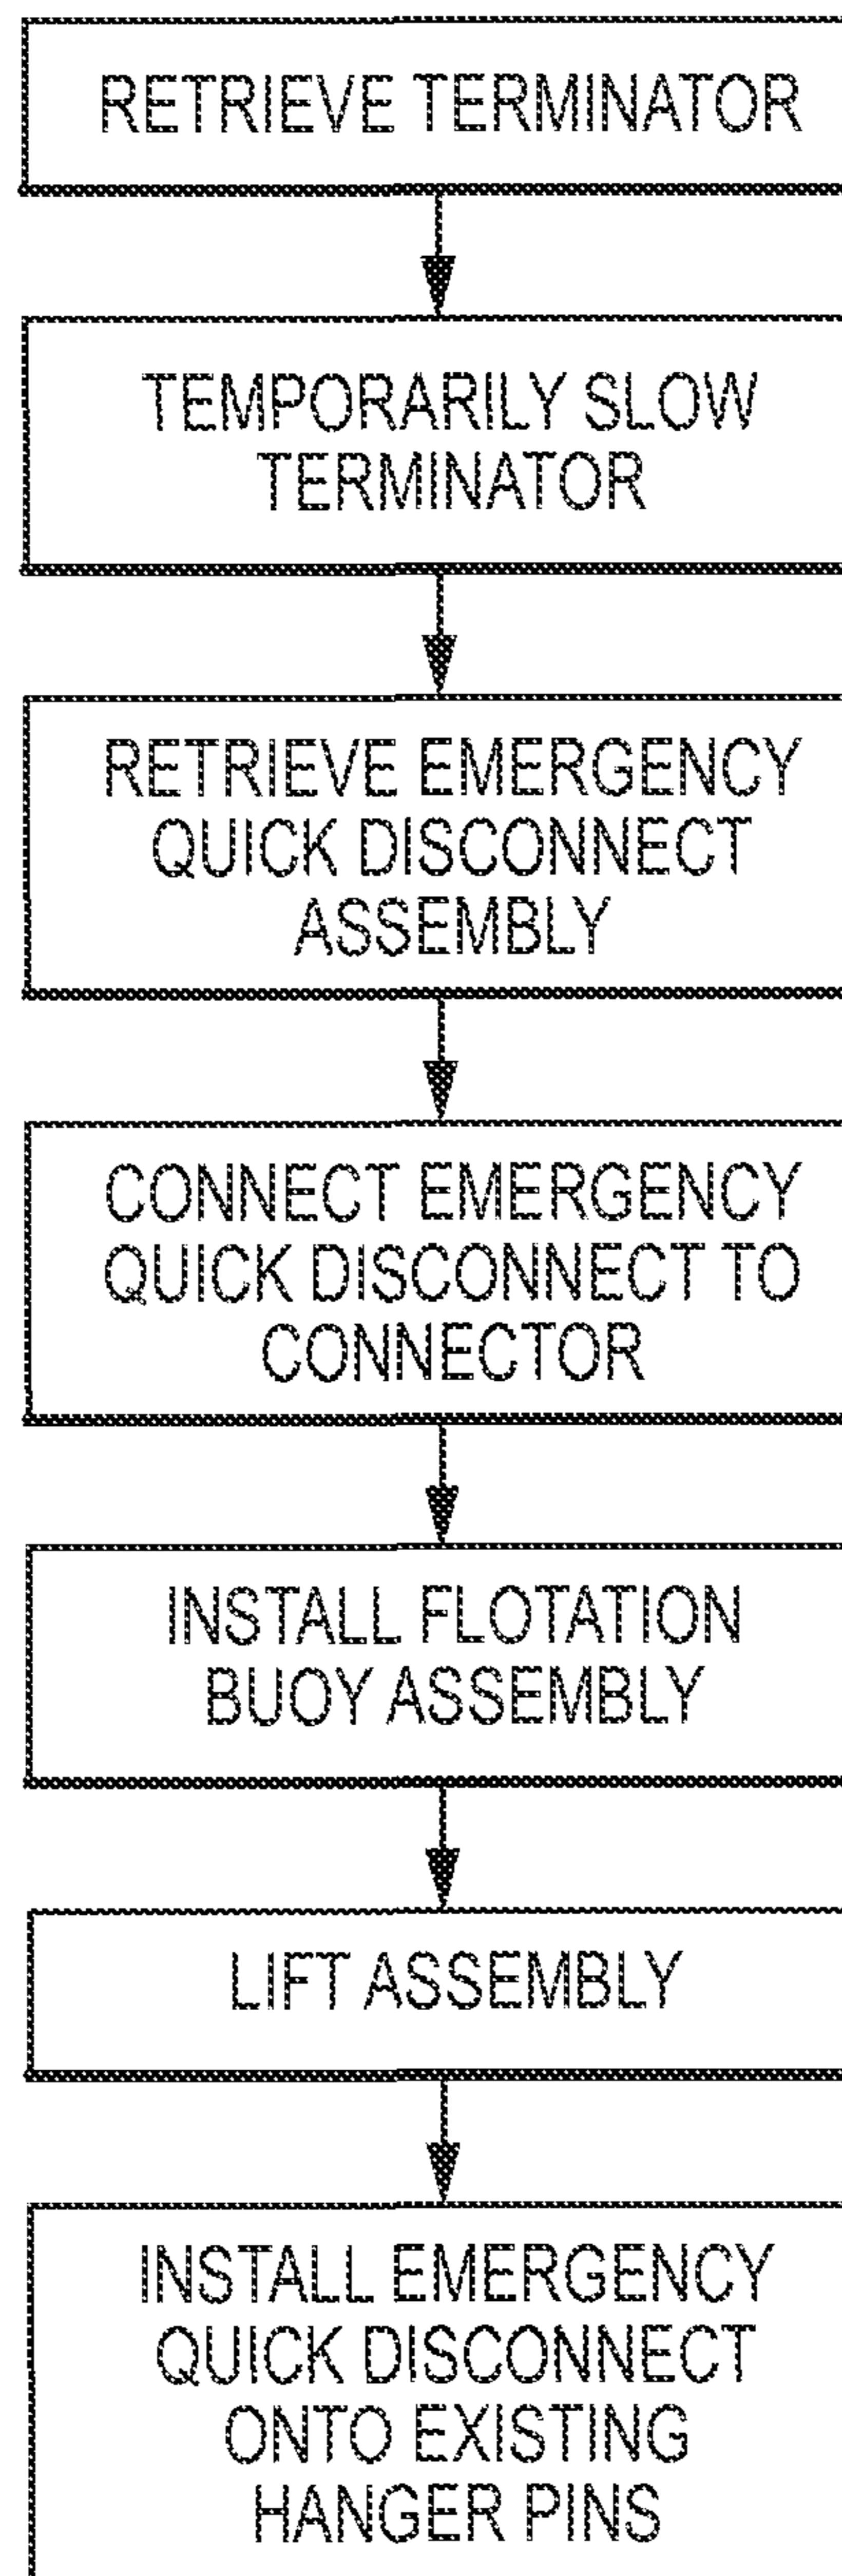 RETRIEVE TERMINATOR
TEMPORARILY SLOW
TERMINATOR
RETRIEVE EMERGENCY
QUICK DISCONNECT
ASSEMBLY
CONNECT EMERGENCY
QUICK DISCONNECT TO
CONNECTOR
INSTALL FLOTATION
BUOY ASSEMBLY
LIFT ASSEMBLY
INSTALL EMERGENCY
QUICK DISCONNECT
ONTO EXISTING
HANGER PINS